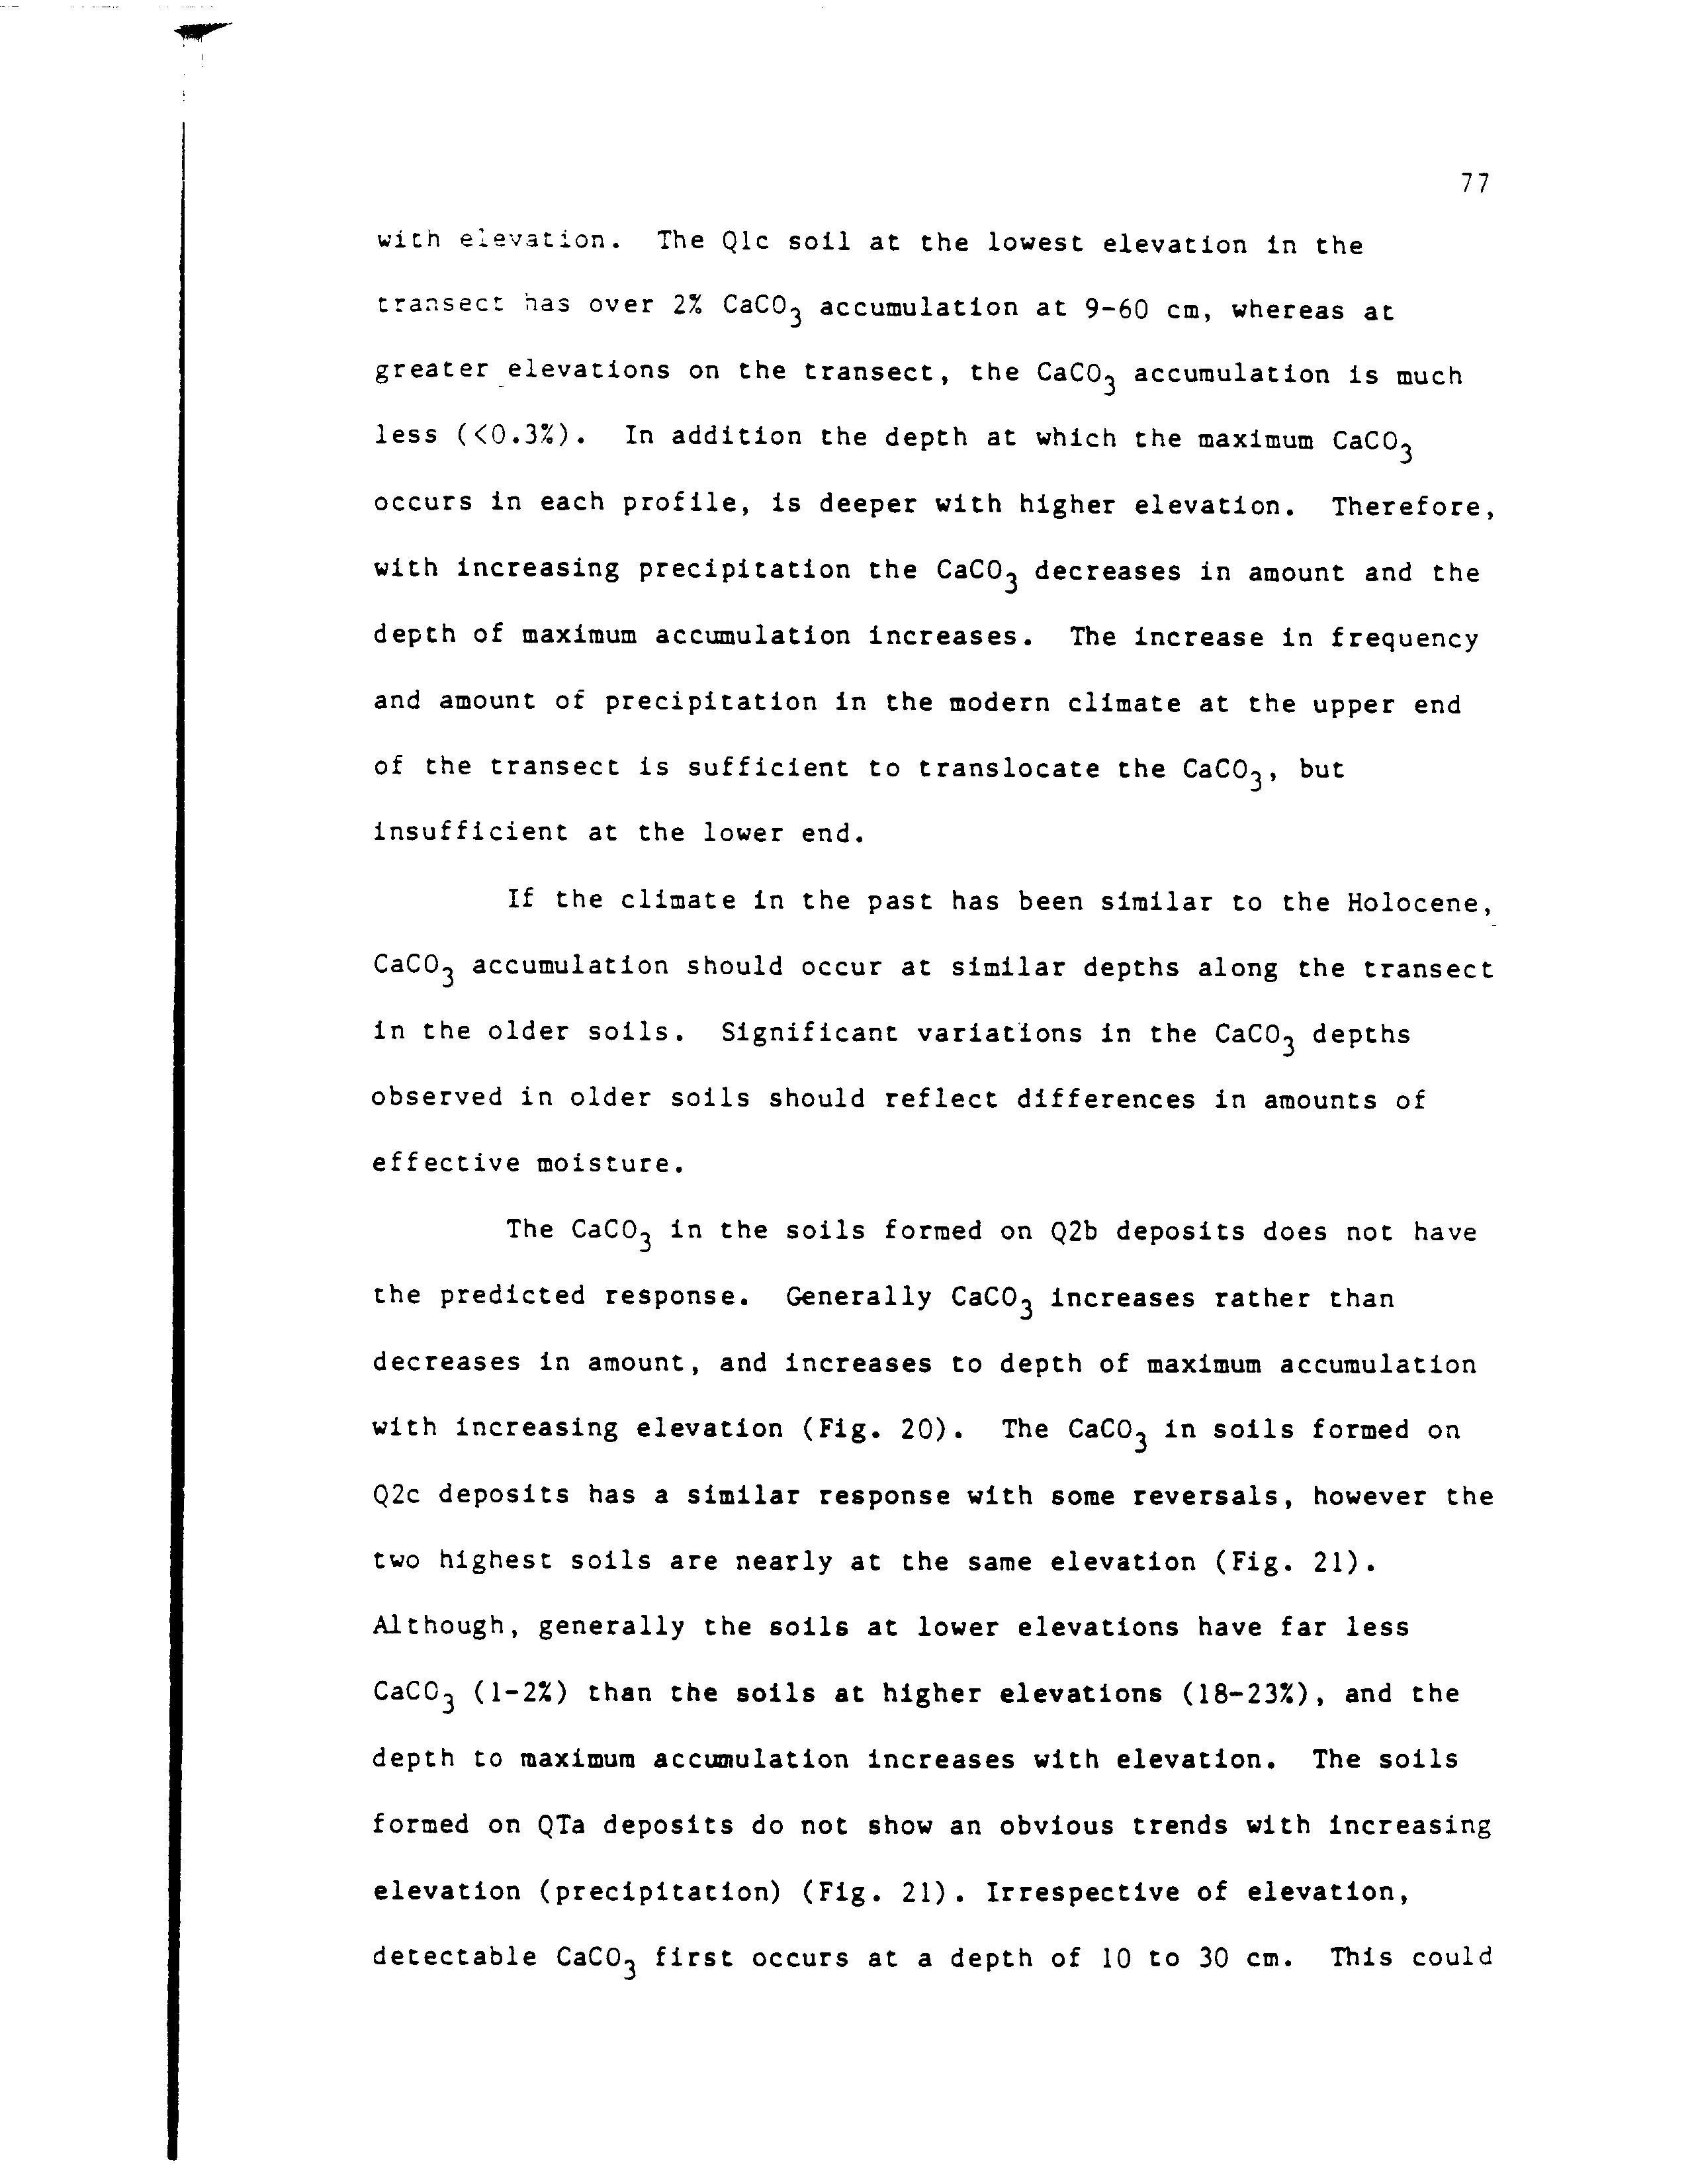 77
with elevation. The Q1c soil at the lowest elevation in the
transect has over 2% CaCO₃ accumulation at 9-60 cm, whereas at
greater elevations on the transect, the CaCO₃ accumulation is much
less (<0.3%). In addition the depth at which the maximum CaCO₃
occurs in each profile, is deeper with higher elevation. Therefore,
with increasing precipitation the CaCO₃ decreases in amount and the
depth of maximum accumulation increases. The increase in frequency
and amount of precipitation in the modern climate at the upper end
of the transect is sufficient to translocate the CaCO₃, but
insufficient at the lower end.
If the climate in the past has been similar to the Holocene,
CaCO₃ accumulation should occur at similar depths along the transect
in the older soils. Significant variations in the CaCO₃ depths
observed in older soils should reflect differences in amounts of
effective moisture.
The CaCO₃ in the soils formed on Q2b deposits does not have
the predicted response. Generally CaCO₃ increases rather than
decreases in amount, and increases to depth of maximum accumulation
with increasing elevation (Fig. 20). The CaCO₃ in soils formed on
Q2c deposits has a similar response with some reversals, however the
two highest soils are nearly at the same elevation (Fig. 21).
Although, generally the soils at lower elevations have far less
CaCO₃ (1-2%) than the soils at higher elevations (18-23%), and the
depth to maximum accumulation increases with elevation. The soils
formed on QTa deposits do not show an obvious trends with increasing
elevation (precipitation) (Fig. 21). Irrespective of elevation,
detectable CaCO₃ first occurs at a depth of 10 to 30 cm. This could